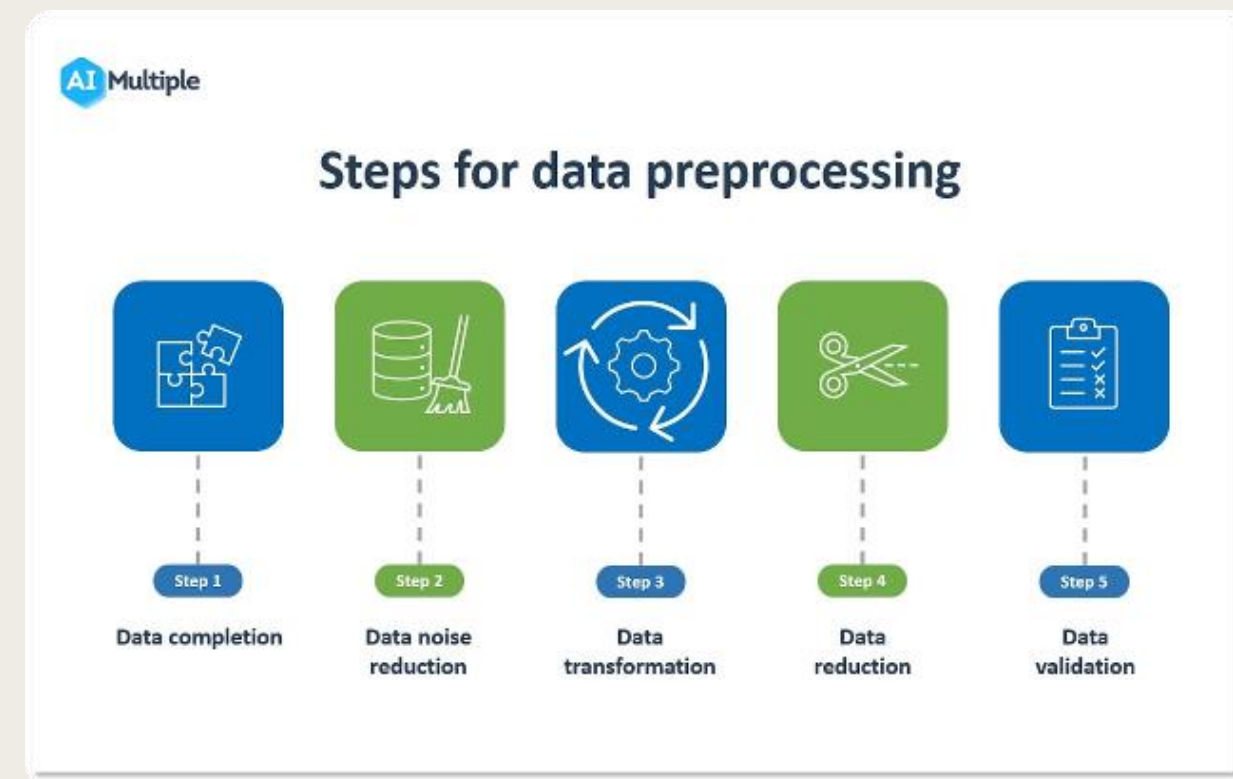 AI Multiple
Steps for data preprocessing
Step 1
Data completion
Step 2
Data noise
reduction
Step 3
Data
transformation
Step 4
Data
reduction
Step 5
Data
validation